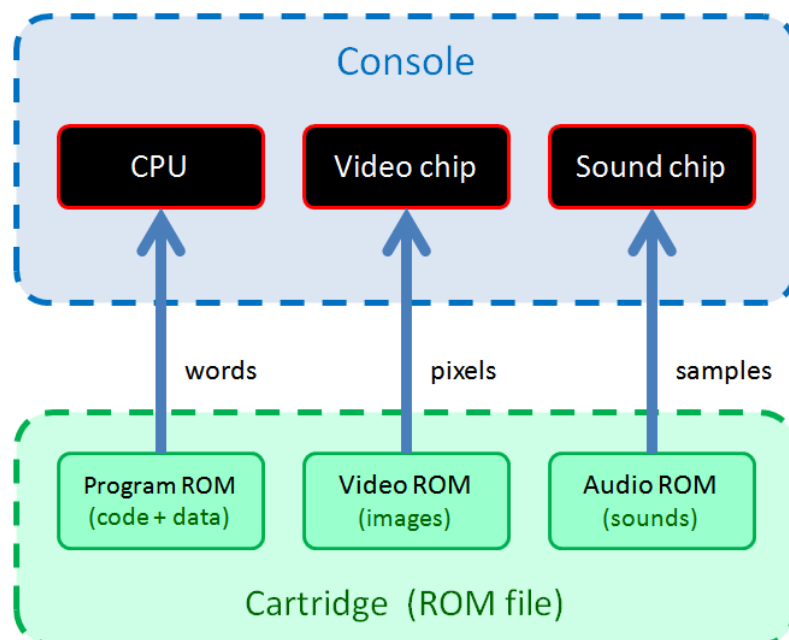 Console
CPU
Video chip
Sound chip
words
pixels
samples
Program ROM
(code + data)
Video ROM
(images)
Audio ROM
(sounds)
Cartridge (ROM file)